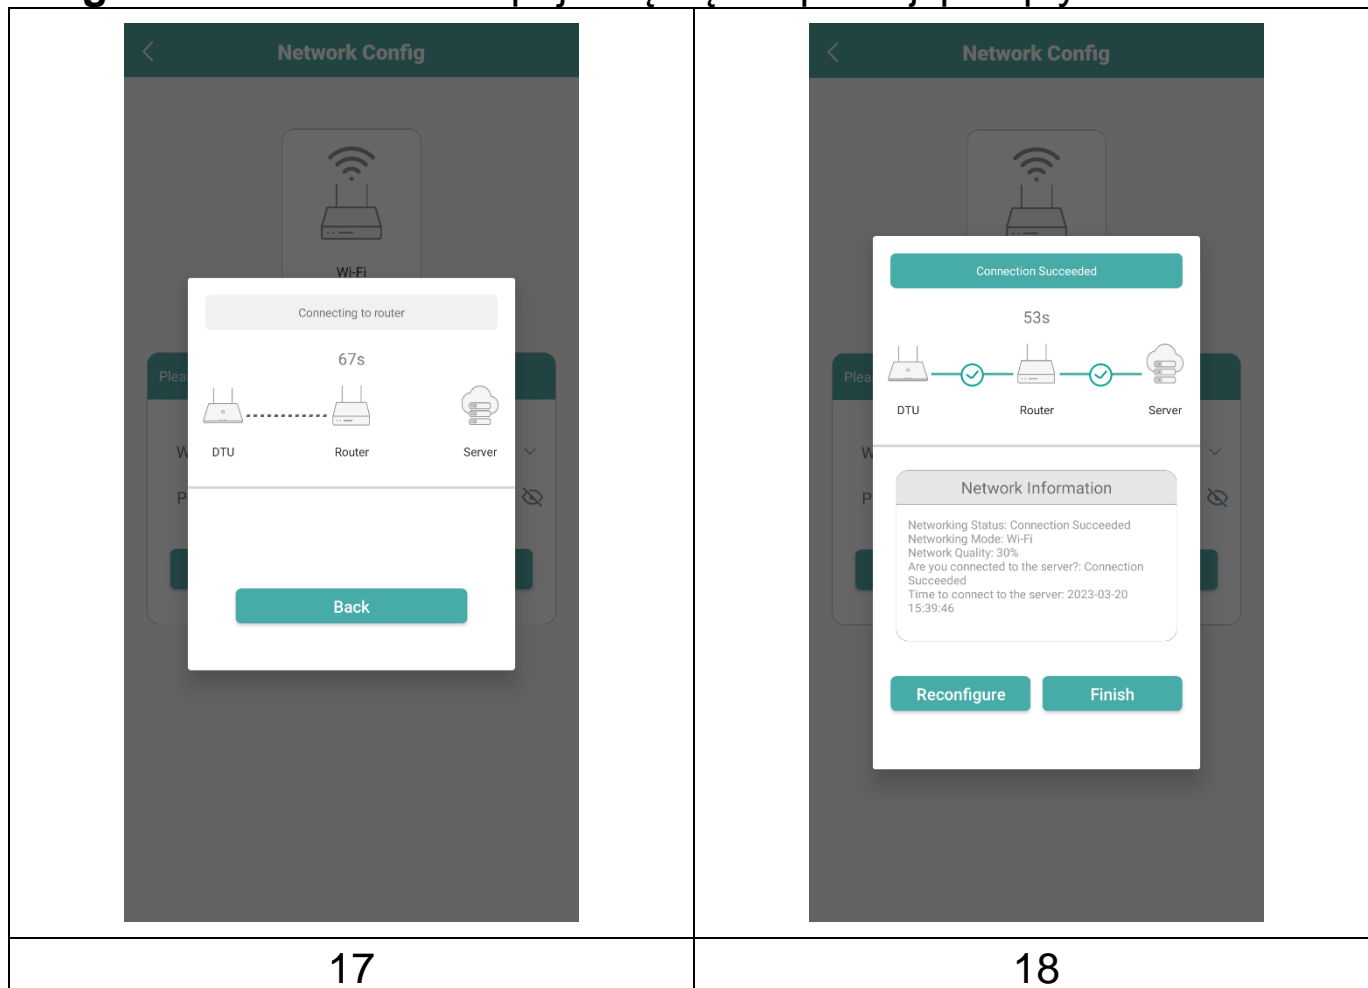 Network Config
Wi-Fi
Connecting to router
67s
DTU
Router
Server
Back
17
Network Config
Connection Succeeded
53s
DTU
Router
Server
Network Information
Networking Status: Connection Succeeded
Networking Mode: Wi-Fi
Network Quality: 30%
Are you connected to the server?: Connection
Succeeded
Time to connect to the server: 2023-03-20
15:39:46
Reconfigure
Finish
18